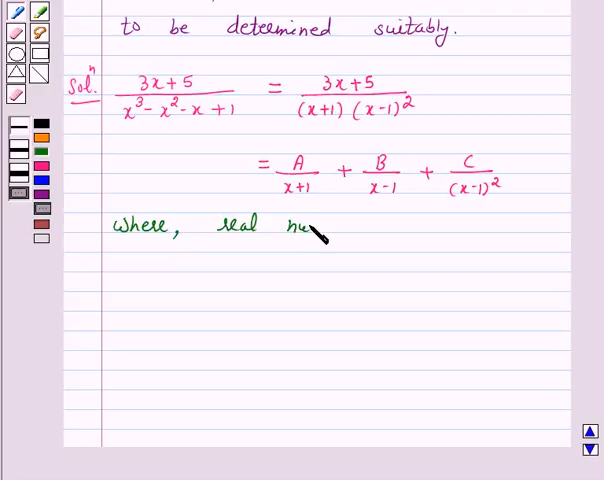 to be determined suitably.
Solⁿ. (3x+5)/(x³-x²-x+1) = (3x+5)/((x+1)(x-1)²)
= A/(x+1) + B/(x-1) + C/(x-1)²
where, real nu